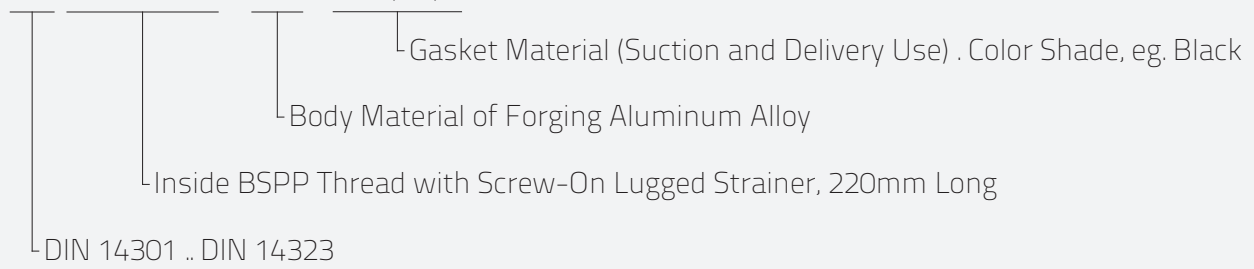 Gasket Material (Suction and Delivery Use) . Color Shade, eg. Black
Body Material of Forging Aluminum Alloy
Inside BSPP Thread with Screw-On Lugged Strainer, 220mm Long
DIN 14301 .. DIN 14323